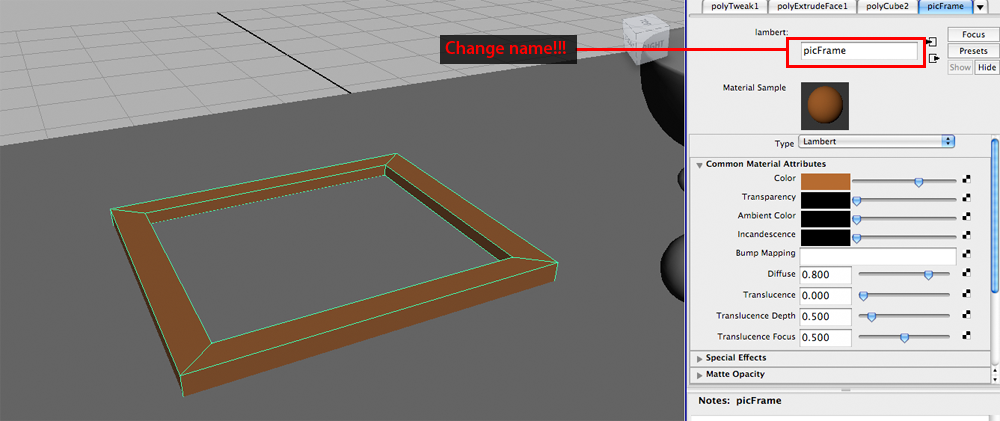 polyTweak1 polyExtrudeFace1 polyCube2 picFrame
lambert:
Focus
Change name!!!
picFrame
Presets
Show Hide
RIGHT
Material Sample
Type Lambert
Common Material Attributes
Color
Transparency
Ambient Color
Incandescence
Bump Mapping
Diffuse 0.800
Translucence 0.000
Translucence Depth 0.500
Translucence Focus 0.500
Special Effects
Matte Opacity
Notes: picFrame